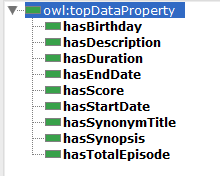 owl:topDataProperty
hasBirthday
hasDescription
hasDuration
hasEndDate
hasScore
hasStartDate
hasSynonymTitle
hasSynopsis
hasTotalEpisode